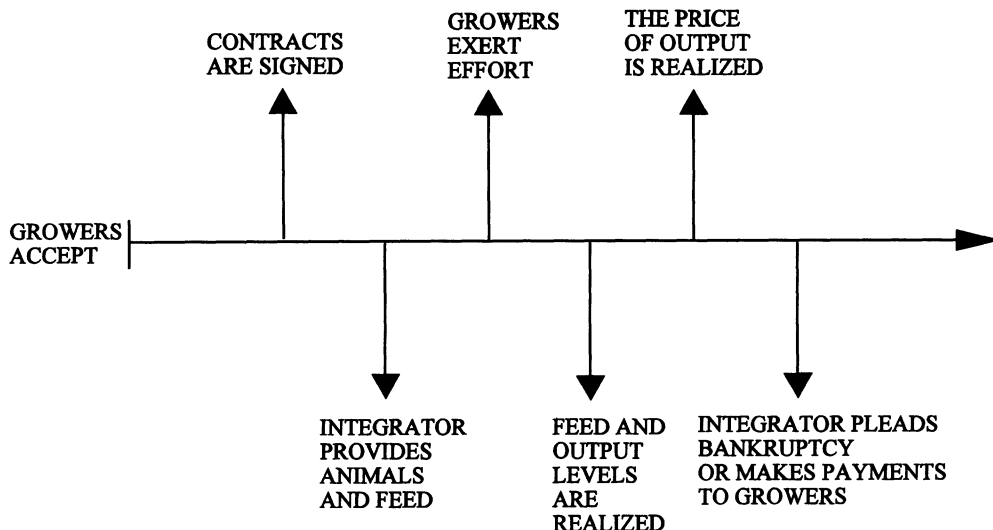 GROWERS
ACCEPT
CONTRACTS
ARE SIGNED
INTEGRATOR
PROVIDES
ANIMALS
AND FEED
GROWERS
EXERT
EFFORT
FEED AND
OUTPUT
LEVELS
ARE
REALIZED
THE PRICE
OF OUTPUT
IS REALIZED
INTEGRATOR PLEADS
BANKRUPTCY
OR MAKES PAYMENTS
TO GROWERS